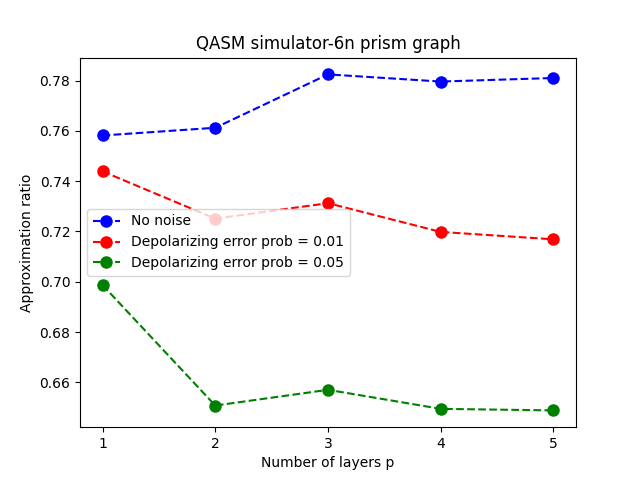 QASM simulator-6n prism graph
Approximation ratio
0.78
0.76
0.74
0.72
0.70
0.68
0.66
No noise
Depolarizing error prob = 0.01
Depolarizing error prob = 0.05
1 2 3 4 5
Number of layers p